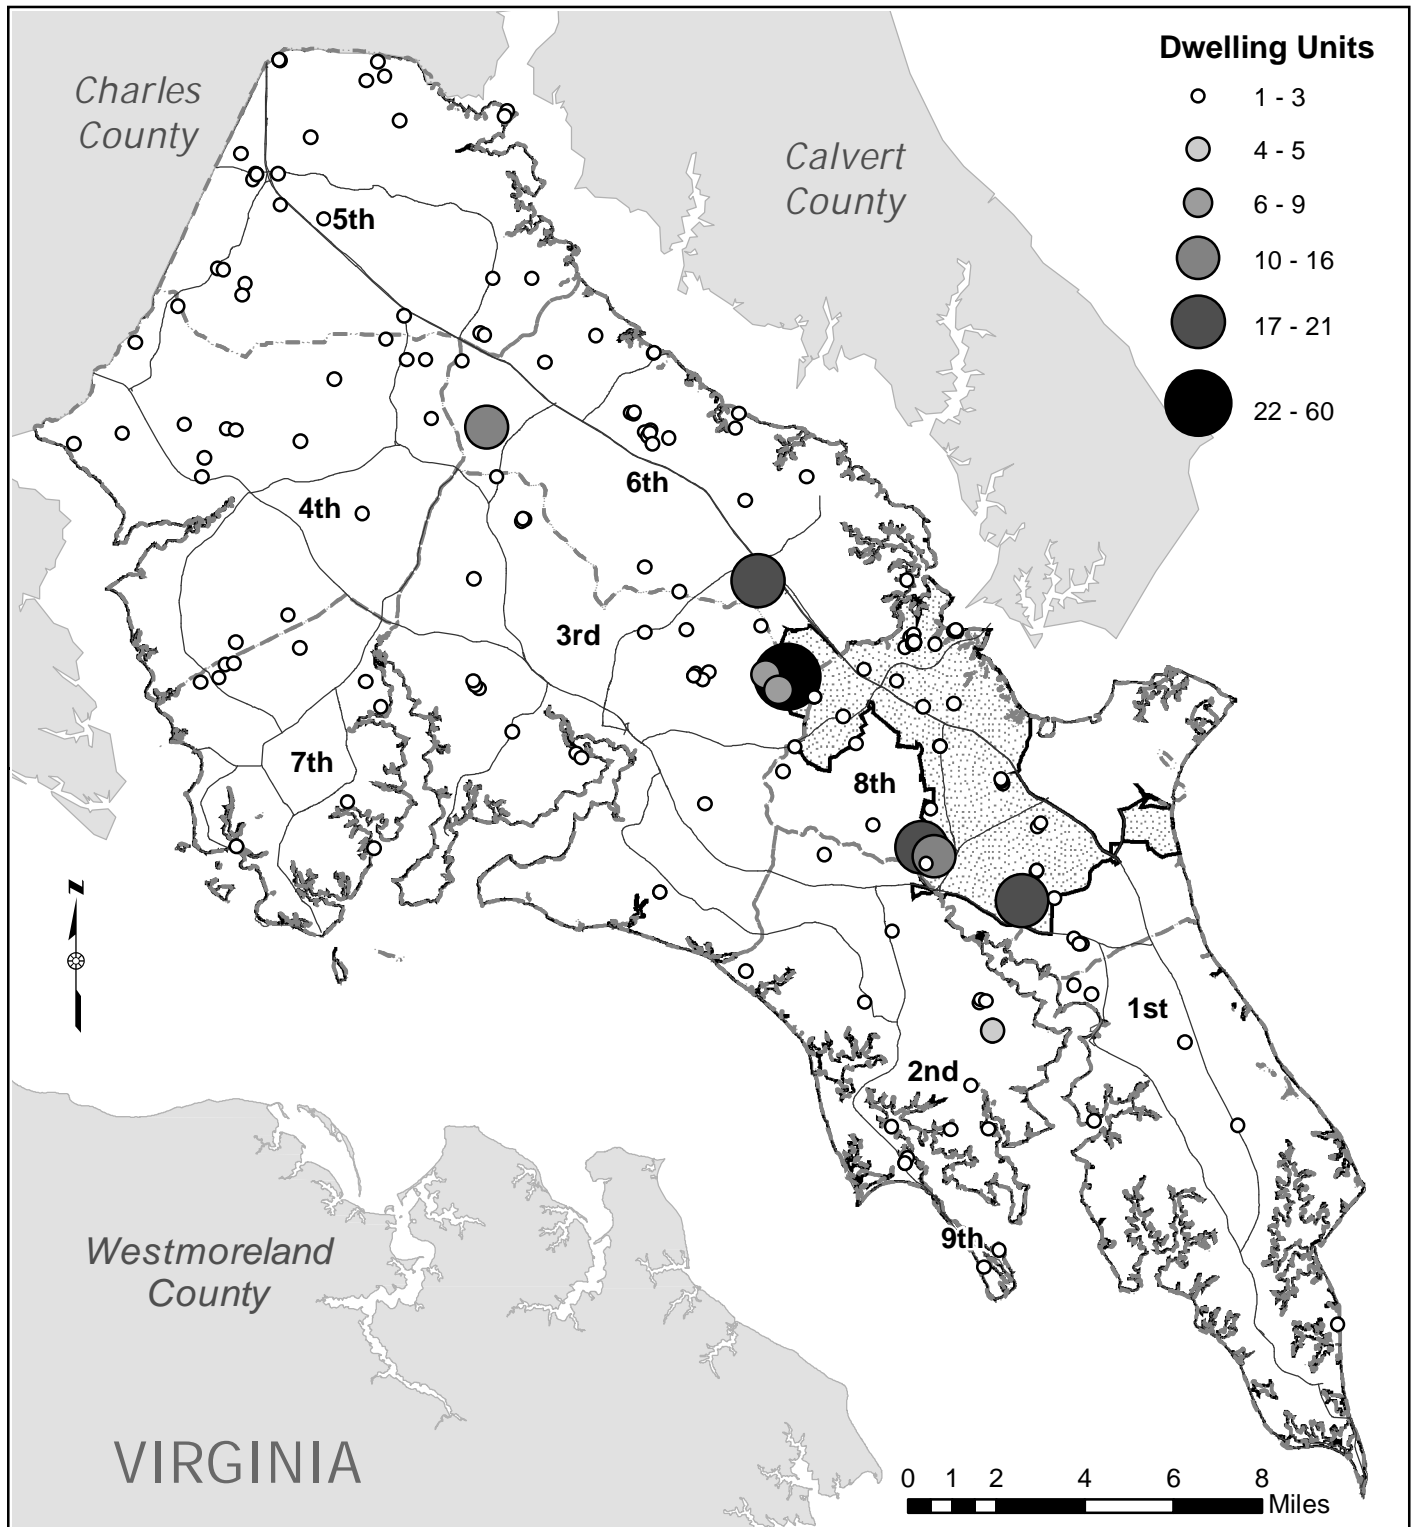 Dwelling Units
1 - 3
4 - 5
6 - 9
10 - 16
17 - 21
22 - 60
Charles
County
Calvert
County
5th
6th
4th
3rd
7th
8th
1st
2nd
9th
N
Westmoreland
County
VIRGINIA
0 1 2 4 6 8
Miles